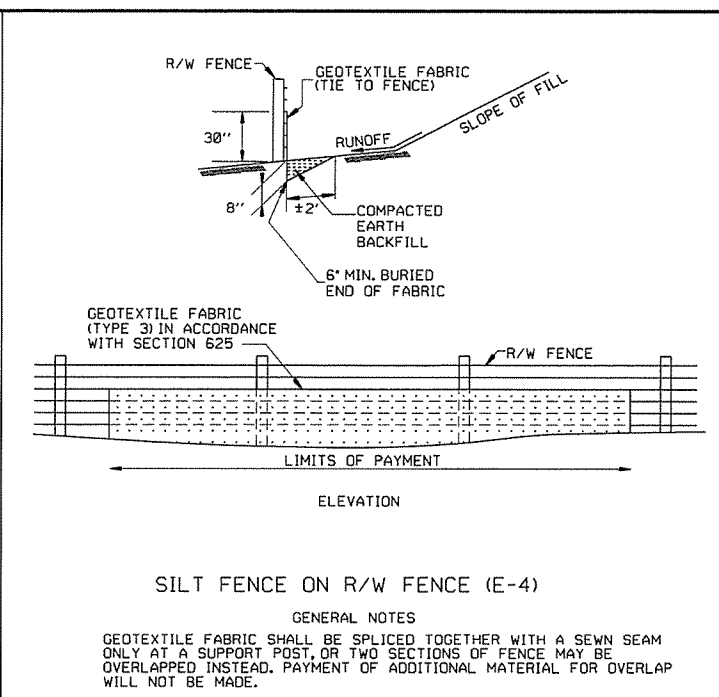 R/W FENCE
GEOTEXTILE FABRIC
(TIE TO FENCE)
SLOPE OF FILL
RUNOFF
30"
8"
±2'
COMPACTED
EARTH
BACKFILL
6" MIN. BURIED
END OF FABRIC
GEOTEXTILE FABRIC
(TYPE 3) IN ACCORDANCE
WITH SECTION 625
R/W FENCE
LIMITS OF PAYMENT
ELEVATION
SILT FENCE ON R/W FENCE (E-4)
GENERAL NOTES
GEOTEXTILE FABRIC SHALL BE SPLICED TOGETHER WITH A SEWN SEAM
ONLY AT A SUPPORT POST, OR TWO SECTIONS OF FENCE MAY BE
OVERLAPPED INSTEAD. PAYMENT OF ADDITIONAL MATERIAL FOR OVERLAP
WILL NOT BE MADE.